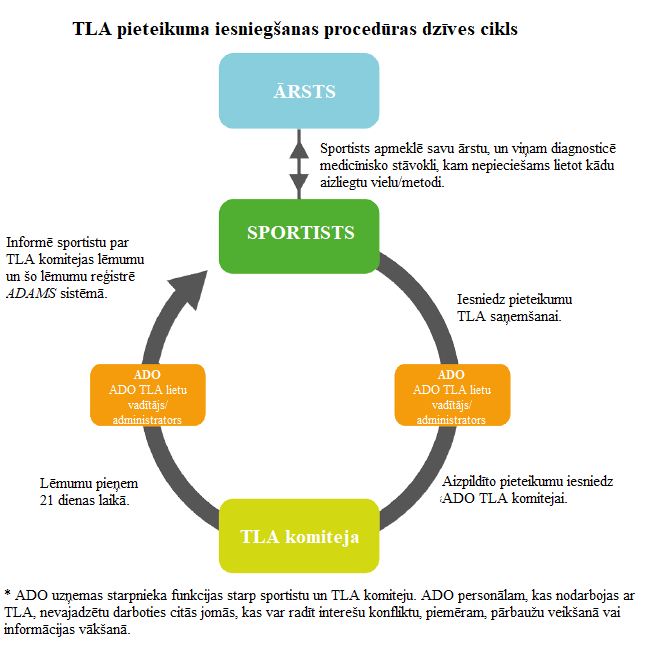 TLA pieteikuma iesniegšanas procedūras dzīves cikls
ĀRSTS
Sportists apmeklē savu ārstu, un viņam diagnosticē
medicīnisko stāvokli, kam nepieciešams lietot kādu
aizliegtu vielu/metodi.
SPORTISTS
Informē sportistu par
TLA komitejas lēmumu
un šo lēmumu reģistrē
ADAMS sistēmā.
Iesniedz pieteikumu
TLA saņemšanai.
ADO
ADO TLA lietu
vadītājs/
administrators
ADO
ADO TLA lietu
vadītājs/
administrators
Lēmumu pieņem
21 dienas laikā.
Aizpildīto pieteikumu iesniedz
ADO TLA komitejai.
TLA komiteja
* ADO uzņemas starpnieka funkcijas starp sportistu un TLA komiteju. ADO personālam, kas nodarbojas ar
TLA, nevajadzētu darboties citās jomās, kas var radīt interešu konfliktu, piemēram, pārbaužu veikšanā vai
informācijas vākšanā.